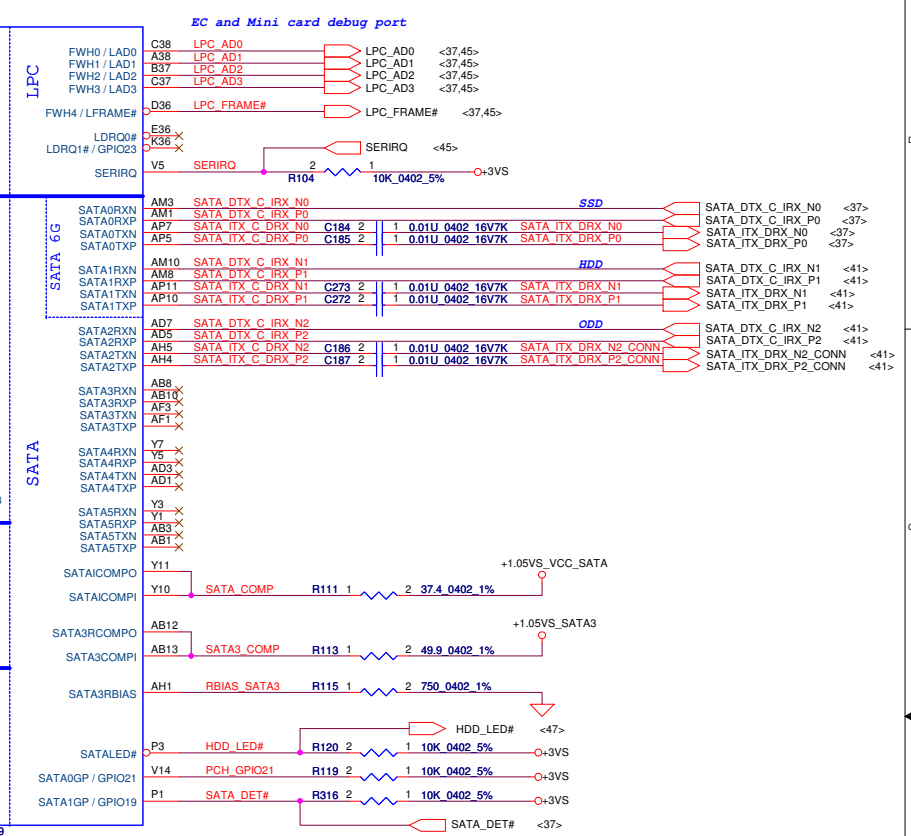 EC and Mini card debug port
LPC
FWH0 / LAD0 C38 LPC_AD0 LPC_AD0 <37,45>
FWH1 / LAD1 A38 LPC_AD1 LPC_AD1 <37,45>
FWH2 / LAD2 B37 LPC_AD2 LPC_AD2 <37,45>
FWH3 / LAD3 C37 LPC_AD3 LPC_AD3 <37,45>
FWH4 / LFRAME# D36 LPC_FRAME# LPC_FRAME# <37,45>
LDRQ0# E36
LDRQ1# / GPIO23 K36
SERIRQ <45>
SERIRQ V5 SERIRQ 2 R104 1 10K_0402_5% +3VS
SATA 6G
SSD
SATA0RXN AM3 SATA_DTX_C_IRX_N0 SATA_DTX_C_IRX_N0 <37>
SATA0RXP AM1 SATA_DTX_C_IRX_P0 SATA_DTX_C_IRX_P0 <37>
SATA0TXN AP7 SATA_ITX_C_DRX_N0 C184 2 1 0.01U_0402_16V7K SATA_ITX_DRX_N0 SATA_ITX_DRX_N0 <37>
SATA0TXP AP5 SATA_ITX_C_DRX_P0 C185 2 1 0.01U_0402_16V7K SATA_ITX_DRX_P0 SATA_ITX_DRX_P0 <37>
HDD
SATA1RXN AM10 SATA_DTX_C_IRX_N1 SATA_DTX_C_IRX_N1 <41>
SATA1RXP AM8 SATA_DTX_C_IRX_P1 SATA_DTX_C_IRX_P1 <41>
SATA1TXN AP11 SATA_ITX_C_DRX_N1 C273 2 1 0.01U_0402_16V7K SATA_ITX_DRX_N1 SATA_ITX_DRX_N1 <41>
SATA1TXP AP10 SATA_ITX_C_DRX_P1 C272 2 1 0.01U_0402_16V7K SATA_ITX_DRX_P1 SATA_ITX_DRX_P1 <41>
ODD
SATA2RXN AD7 SATA_DTX_C_IRX_N2 SATA_DTX_C_IRX_N2 <41>
SATA2RXP AD5 SATA_DTX_C_IRX_P2 SATA_DTX_C_IRX_P2 <41>
SATA2TXN AH5 SATA_ITX_C_DRX_N2 C186 2 1 0.01U_0402_16V7K SATA_ITX_DRX_N2_CONN SATA_ITX_DRX_N2_CONN <41>
SATA2TXP AH4 SATA_ITX_C_DRX_P2 C187 2 1 0.01U_0402_16V7K SATA_ITX_DRX_P2_CONN SATA_ITX_DRX_P2_CONN <41>
SATA
SATA3RXN AB8
SATA3RXP AB10
SATA3TXN AF3
SATA3TXP AF1
SATA4RXN Y7
SATA4RXP Y5
SATA4TXN AD3
SATA4TXP AD1
SATA5RXN Y3
SATA5RXP Y1
SATA5TXN AB3
SATA5TXP AB1
+1.05VS_VCC_SATA
SATAICOMPO Y11
SATAICOMPI Y10 SATA_COMP R111 1 2 37.4_0402_1%
+1.05VS_SATA3
SATA3RCOMPO AB12
SATA3COMPI AB13 SATA3_COMP R113 1 2 49.9_0402_1%
SATA3RBIAS AH1 RBIAS_SATA3 R115 1 2 750_0402_1%
HDD_LED# <47>
SATALED# P3 HDD_LED# R120 2 1 10K_0402_5% +3VS
SATA0GP / GPIO21 V14 PCH_GPIO21 R119 2 1 10K_0402_5% +3VS
SATA1GP / GPIO19 P1 SATA_DET# R316 2 1 10K_0402_5% +3VS
SATA_DET# <37>